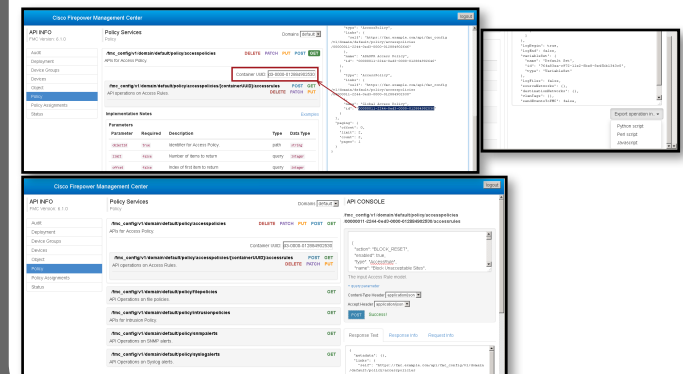 Cisco Firepower Management Center
logout
API INFO
FMC Version: 6.1.0
Audit
Deployment
Device Groups
Devices
Object
Policy
Policy Assignments
Status
Policy Services
Policy
Domains default
/fmc_config/v1/domain/default/policy/accesspolicies
DELETE PATCH PUT POST GET
APIs for Access Policy.
Container UUID
/fmc_config/v1/domain/default/policy/accesspolicies/{containerUUID}/accessrules
POST GET
API operations on Access Rules.
DELETE PATCH PUT
Implementation Notes
Examples
Parameters
Parameter Required Description Type Data Type
objectId true Identifier for Access Policy. path string
limit false Number of items to return query integer
offset false Index of first item to return query integer
"type": "AccessPolicy",
"links": {
"name": "Global Access Policy",
"paging": {
"offset": 0,
"limit": 2,
"count": 2,
"pages": 1
"logBegin": true,
"logEnd": false,
"variableSet": {
"name": "Default Set",
"type": "VariableSet"
"logFiles": false,
Export operation in...
Python script
Perl script
Javascript
Cisco Firepower Management Center
logout
API INFO
FMC Version: 6.1.0
Audit
Deployment
Device Groups
Devices
Object
Policy
Policy Assignments
Status
Policy Services
Policy
Domains default
/fmc_config/v1/domain/default/policy/accesspolicies
DELETE PATCH PUT POST GET
APIs for Access Policy.
Container UUID
/fmc_config/v1/domain/default/policy/accesspolicies/{containerUUID}/accessrules
POST GET
API operations on Access Rules.
DELETE PATCH PUT
/fmc_config/v1/domain/default/policy/filepolicies
GET
API Operations on file policies.
/fmc_config/v1/domain/default/policy/intrusionpolicies
GET
APIs for Intrusion Policy.
/fmc_config/v1/domain/default/policy/snmpalerts
GET
API Operations on SNMP alerts.
/fmc_config/v1/domain/default/policy/syslogalerts
GET
API Operations on Syslog alerts.
API CONSOLE
/fmc_config/v1/domain/default/policy/accesspolicies
{
"action": "BLOCK_RESET",
"enabled": true,
"type": "AccessRule",
"name": "Block: Unacceptable Sites",
The input Access Rule model
* query parameter
Content-Type Header application/json
Accept Header application/json
POST Success!
Response Text Response Info Request Info
{
"metadata": {},
"links": {